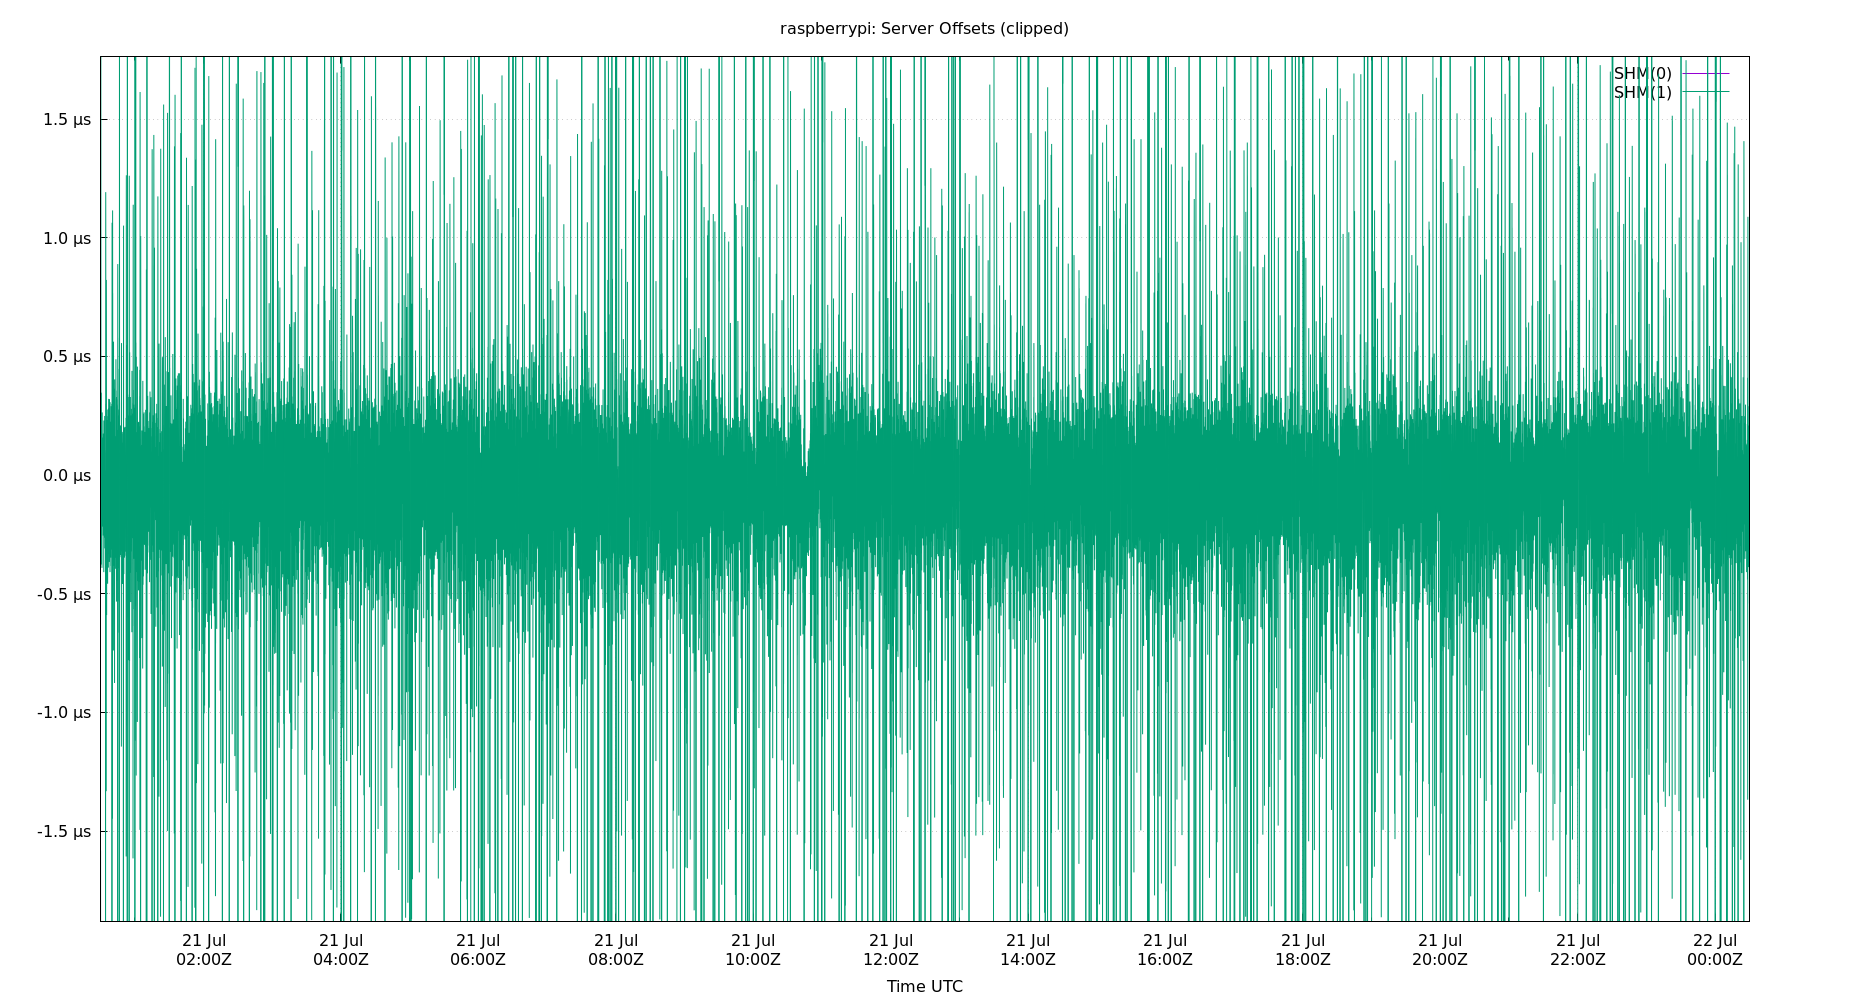 raspberrypi: Server Offsets (clipped)
SHM(0)
SHM(1)
1.5 µs
1.0 µs
0.5 µs
0.0 µs
-0.5 µs
-1.0 µs
-1.5 µs
21 Jul 21 Jul 21 Jul 21 Jul 21 Jul 21 Jul 21 Jul 21 Jul 21 Jul 21 Jul 21 Jul 22 Jul
02:00Z 04:00Z 06:00Z 08:00Z 10:00Z 12:00Z 14:00Z 16:00Z 18:00Z 20:00Z 22:00Z 00:00Z
Time UTC